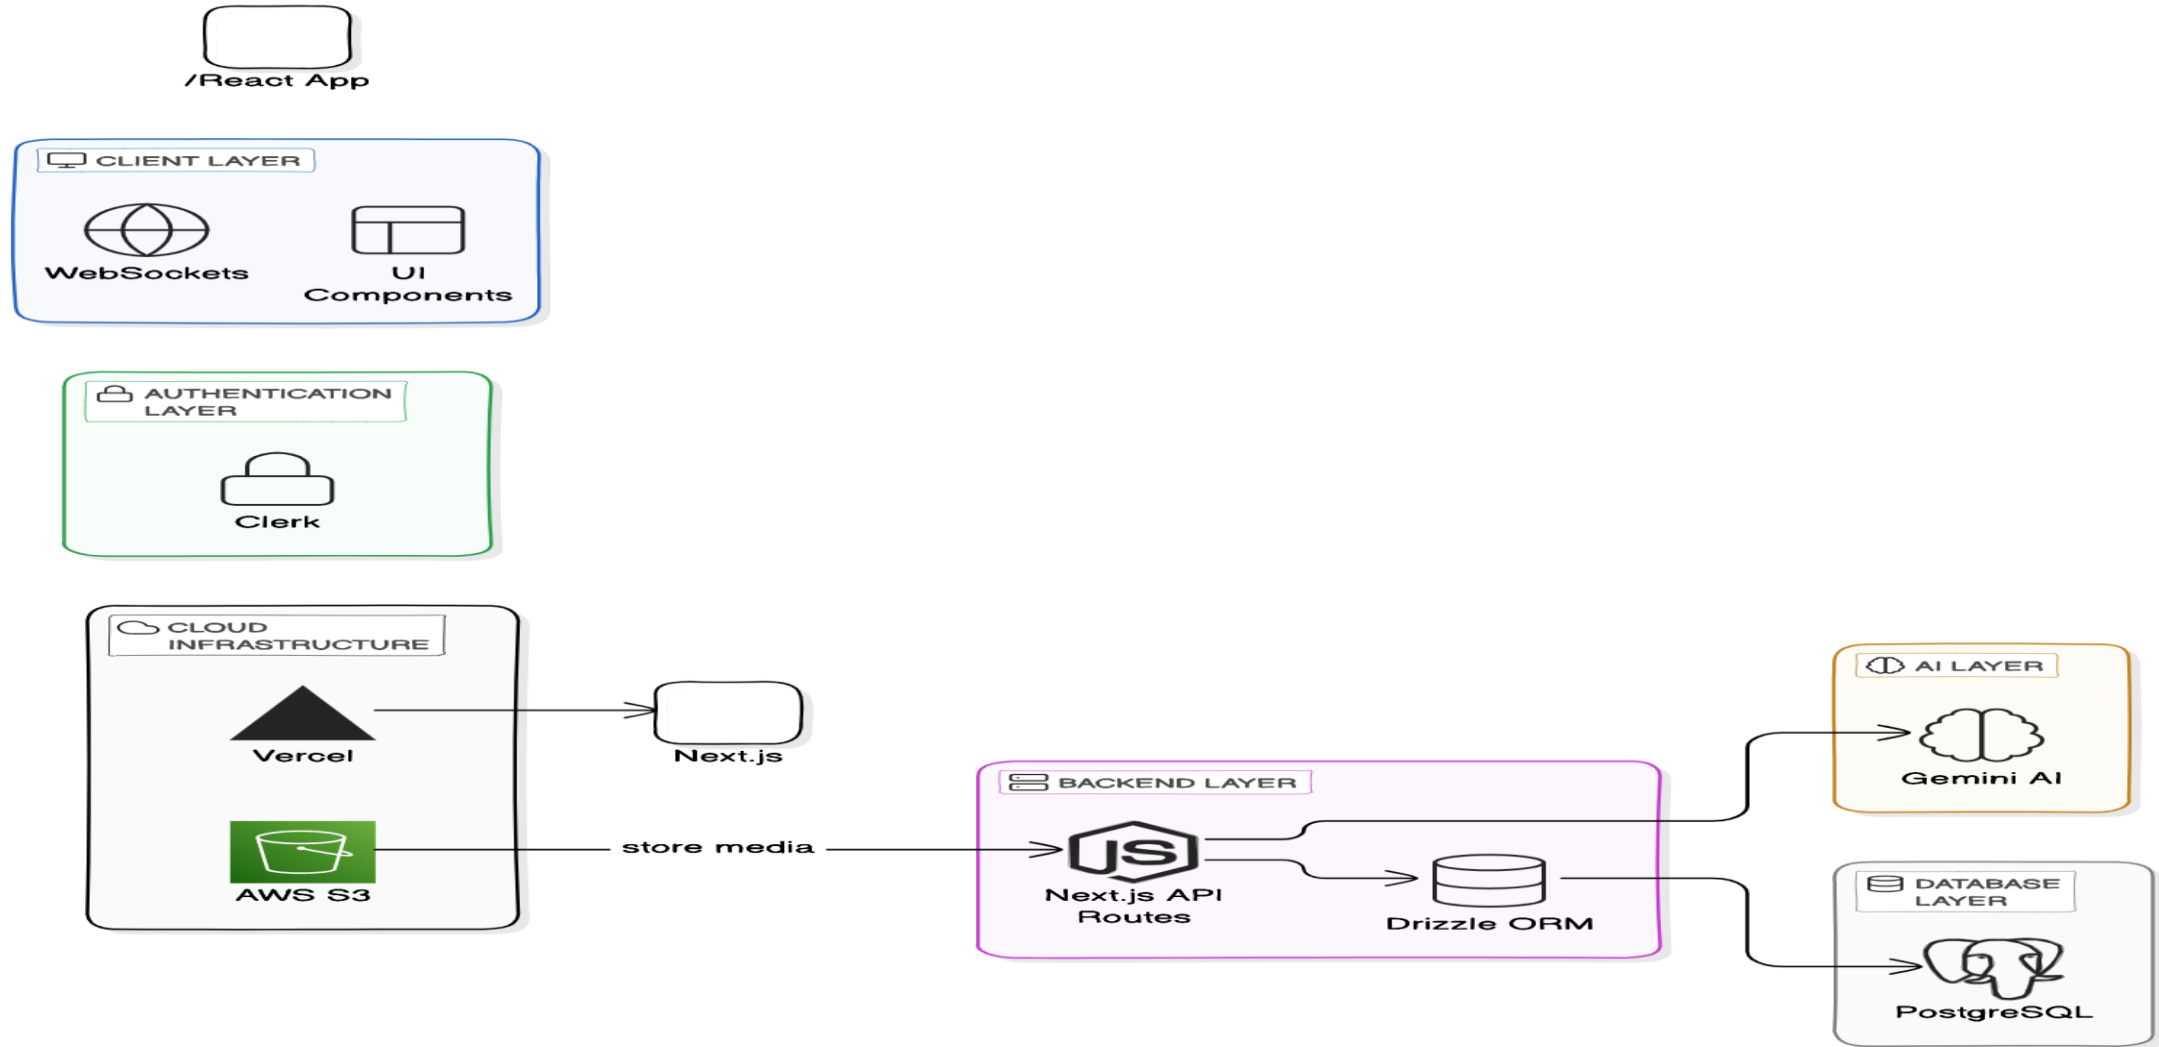 /React App
CLIENT LAYER
WebSockets
UI
Components
AUTHENTICATION
LAYER
Clerk
CLOUD
INFRASTRUCTURE
Vercel
Next.js
AWS S3
store media
BACKEND LAYER
JS
Next.js API
Routes
Drizzle ORM
AI LAYER
Gemini AI
DATABASE
LAYER
PostgreSQL